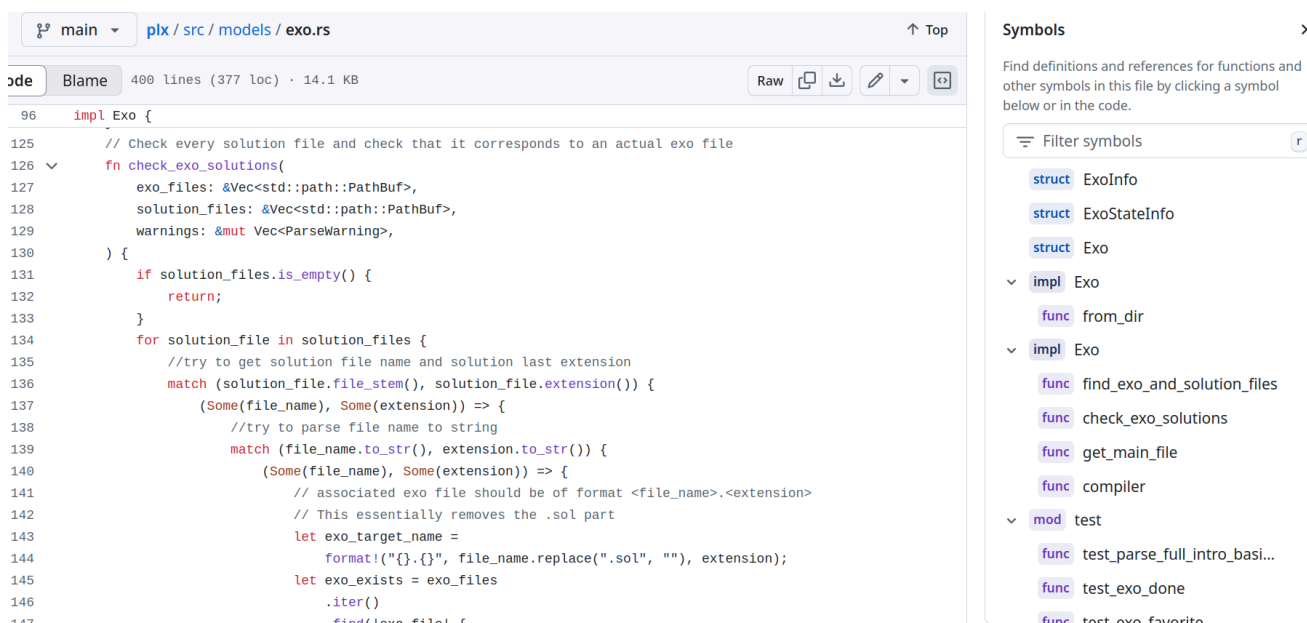 main
plx / src / models / exo.rs
Top
Blame
400 lines (377 loc) · 14.1 KB
Raw
96 impl Exo {
125 // Check every solution file and check that it corresponds to an actual exo file
126 fn check_exo_solutions(
127 exo_files: &Vec<std::path::PathBuf>,
128 solution_files: &Vec<std::path::PathBuf>,
129 warnings: &mut Vec<ParseWarning>,
130 ) {
131 if solution_files.is_empty() {
132 return;
133 }
134 for solution_file in solution_files {
135 //try to get solution file name and solution last extension
136 match (solution_file.file_stem(), solution_file.extension()) {
137 (Some(file_name), Some(extension)) => {
138 //try to parse file name to string
139 match (file_name.to_str(), extension.to_str()) {
140 (Some(file_name), Some(extension)) => {
141 // associated exo file should be of format <file_name>.<extension>
142 // This essentially removes the .sol part
143 let exo_target_name =
144 format!("{}.{}", file_name.replace(".sol", ""), extension);
145 let exo_exists = exo_files
146 .iter()
Symbols
Find definitions and references for functions and
other symbols in this file by clicking a symbol
below or in the code.
Filter symbols
r
struct ExoInfo
struct ExoStateInfo
struct Exo
impl Exo
func from_dir
impl Exo
func find_exo_and_solution_files
func check_exo_solutions
func get_main_file
func compiler
mod test
func test_parse_full_intro_basi...
func test_exo_done
func test_exo_favorite